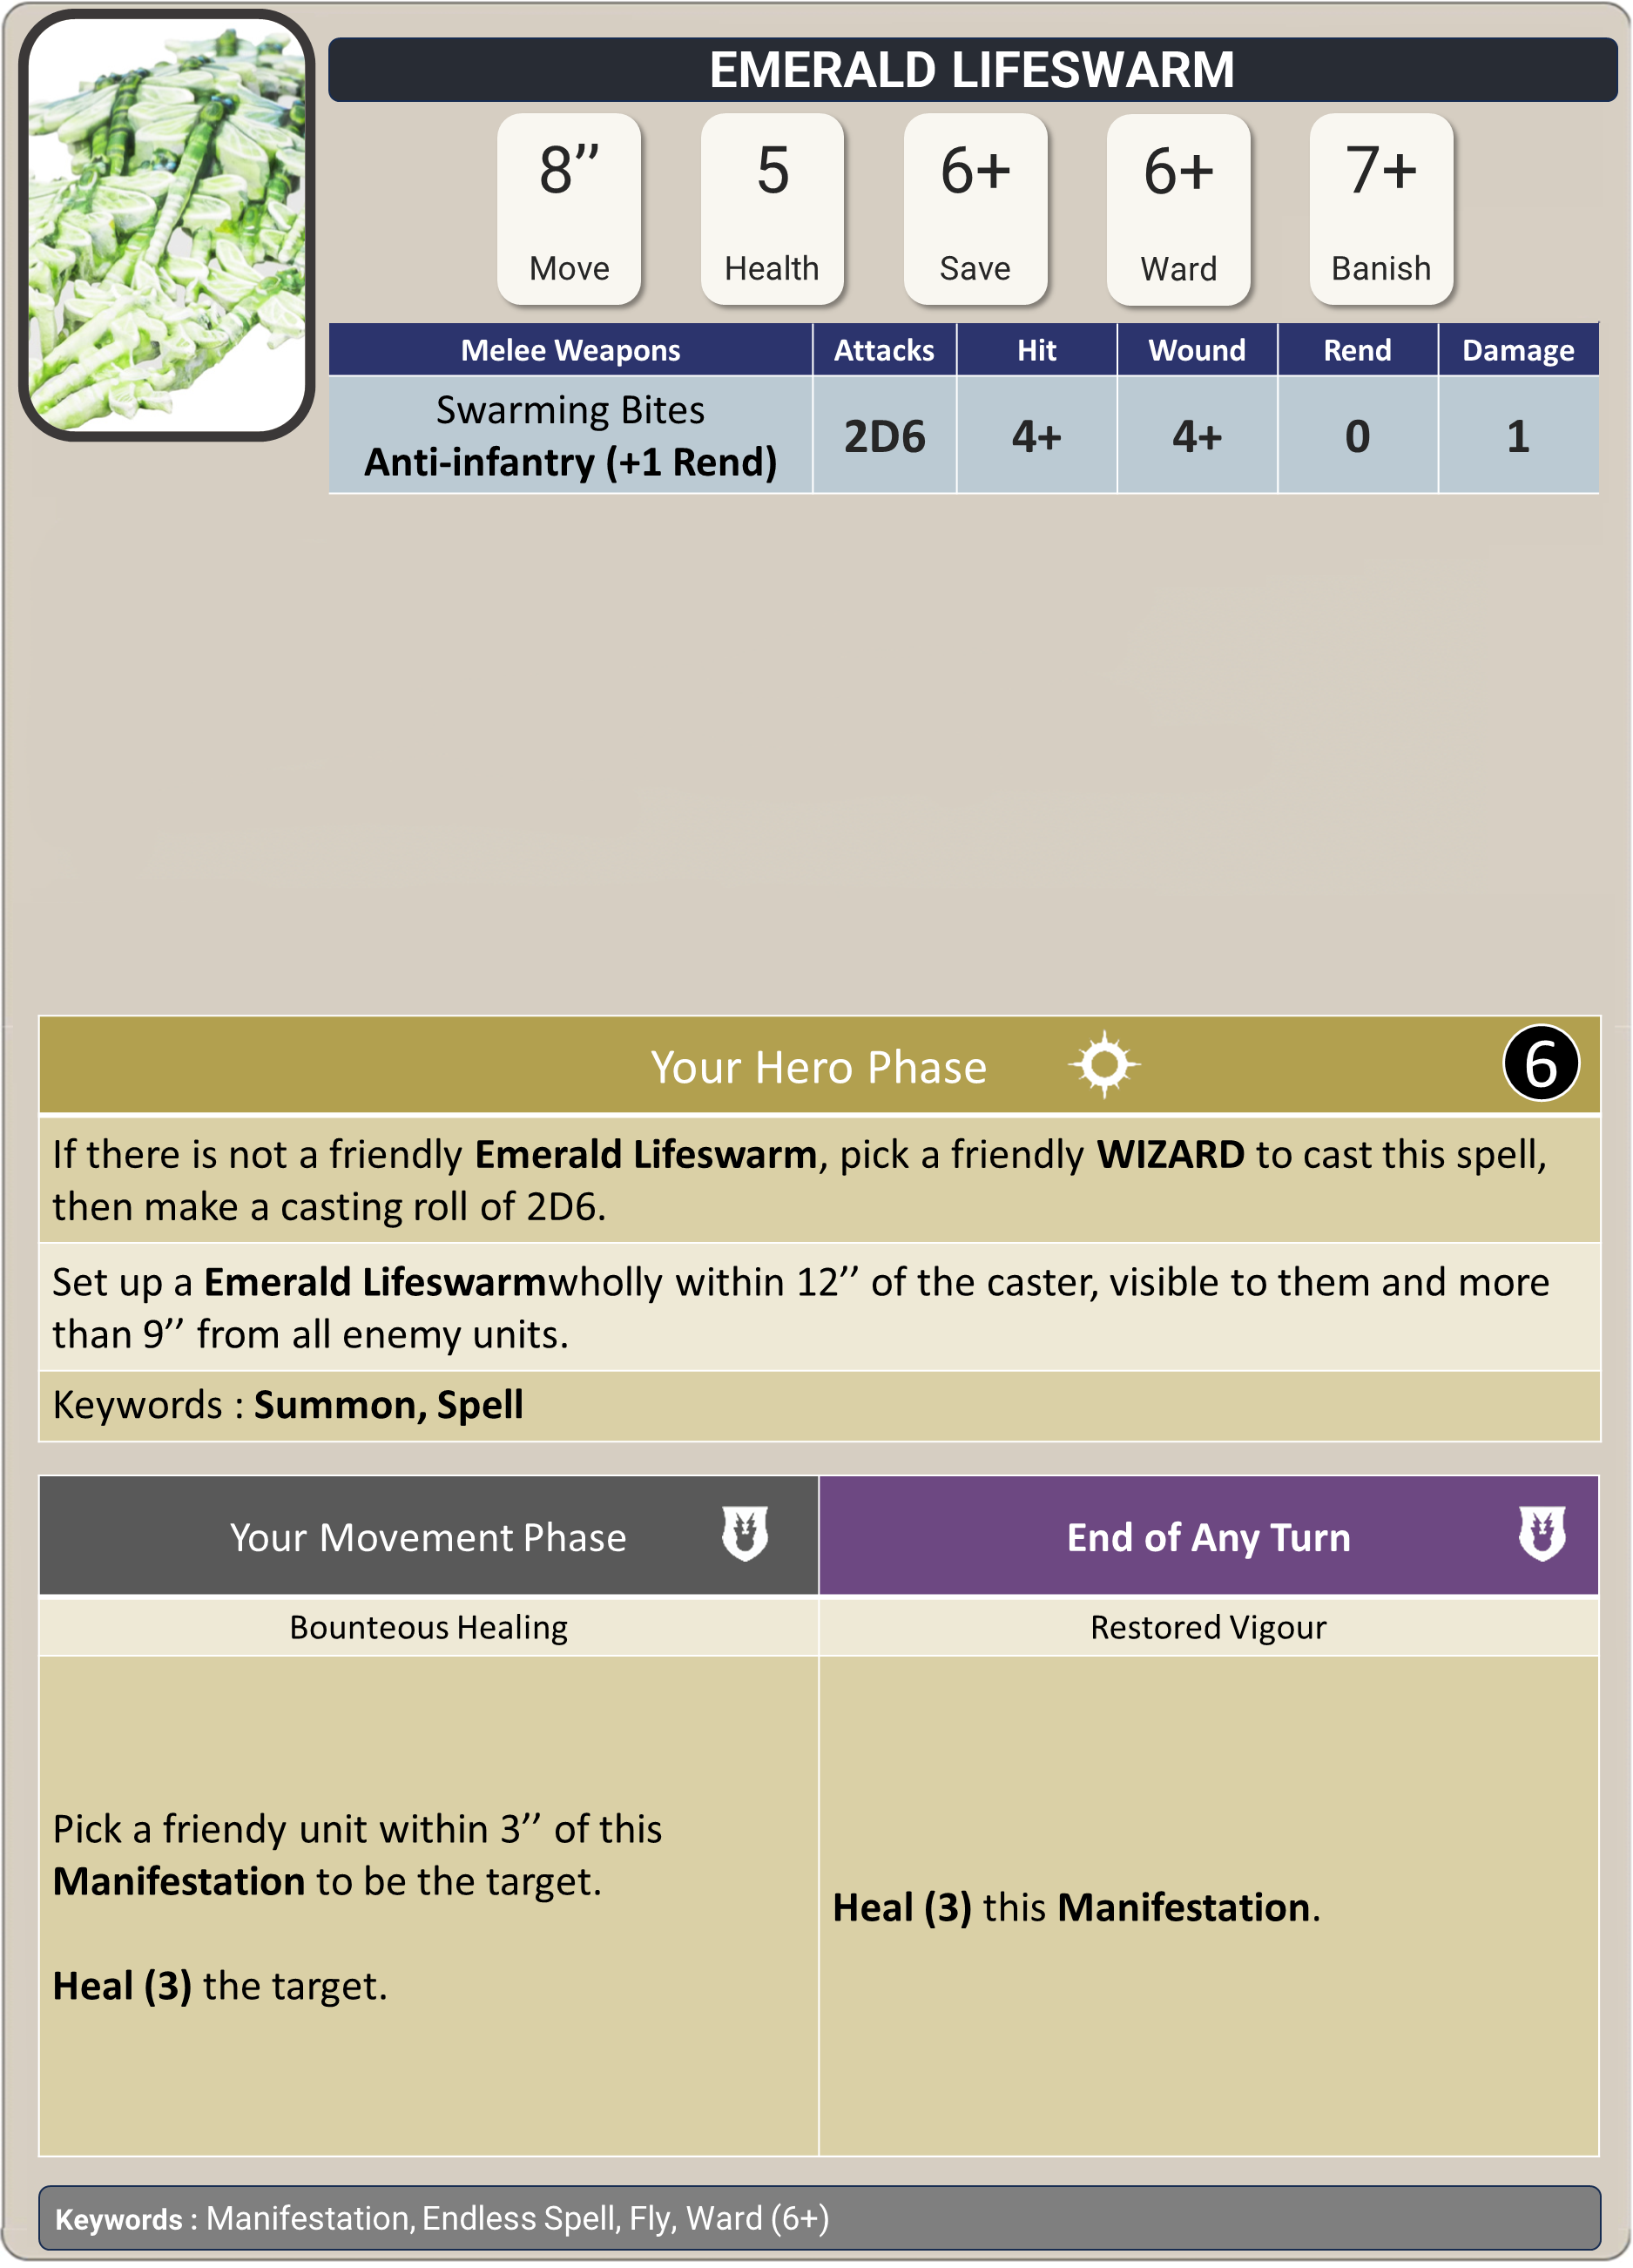 EMERALD LIFESWARM
8’’ 5 6+ 6+ 7+
Move Health Save Ward Banish
Melee Weapons Attacks Hit Wound Rend Damage
Swarming Bites
Anti-infantry (+1 Rend) 2D6 4+ 4+ 0 1
Your Hero Phase 6
If there is not a friendly Emerald Lifeswarm, pick a friendly WIZARD to cast this spell,
then make a casting roll of 2D6.
Set up a Emerald Lifeswarmwholly within 12’’ of the caster, visible to them and more
than 9’’ from all enemy units.
Keywords : Summon, Spell
Your Movement Phase
Bounteous Healing
Pick a friendy unit within 3’’ of this
Manifestation to be the target.
Heal (3) the target.
End of Any Turn
Restored Vigour
Heal (3) this Manifestation.
Keywords : Manifestation, Endless Spell, Fly, Ward (6+)